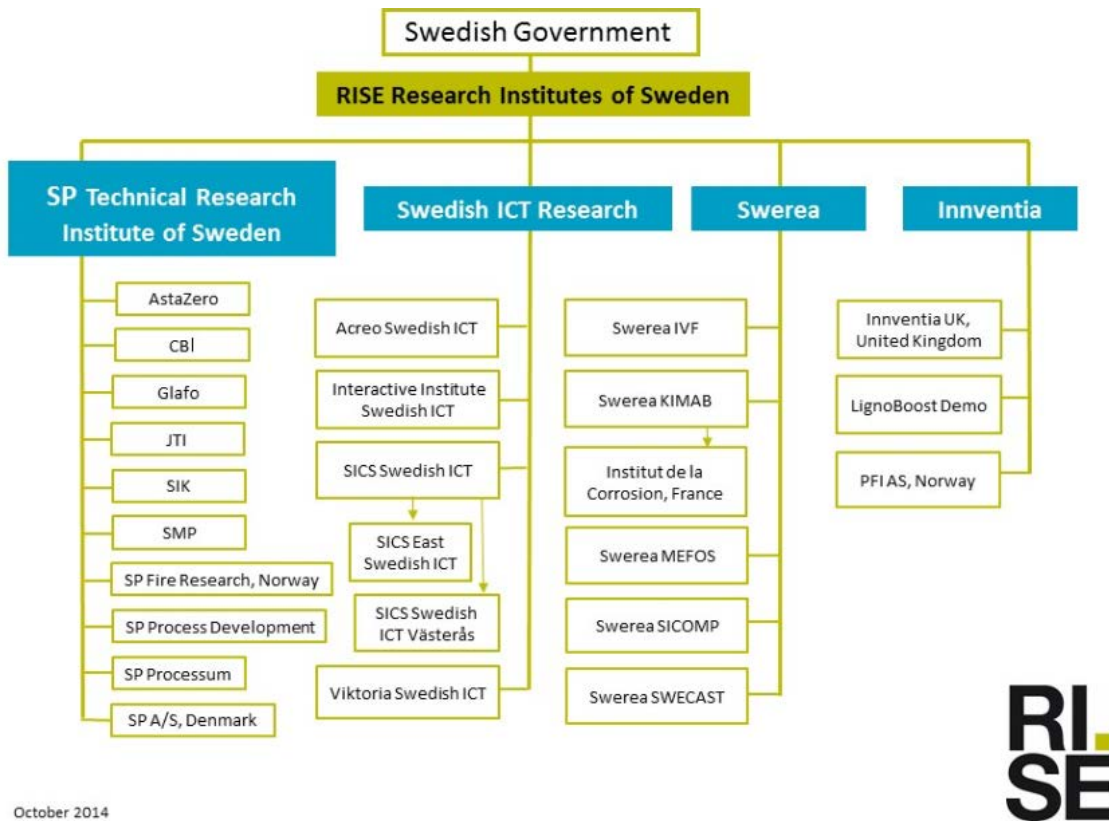 Swedish Government
RISE Research Institutes of Sweden
SP Technical Research
Institute of Sweden
Swedish ICT Research
Swerea
Innventia
AstaZero
CBl
Glafo
JTI
SIK
SMP
SP Fire Research, Norway
SP Process Development
SP Processum
SP A/S, Denmark
Acreo Swedish ICT
Interactive Institute
Swedish ICT
SICS Swedish ICT
SICS East
Swedish ICT
SICS Swedish
ICT Västerås
Viktoria Swedish ICT
Swerea IVF
Swerea KIMAB
Institut de la
Corrosion, France
Swerea MEFOS
Swerea SICOMP
Swerea SWECAST
Innventia UK,
United Kingdom
LignoBoost Demo
PFI AS, Norway
October 2014
RI.
SE